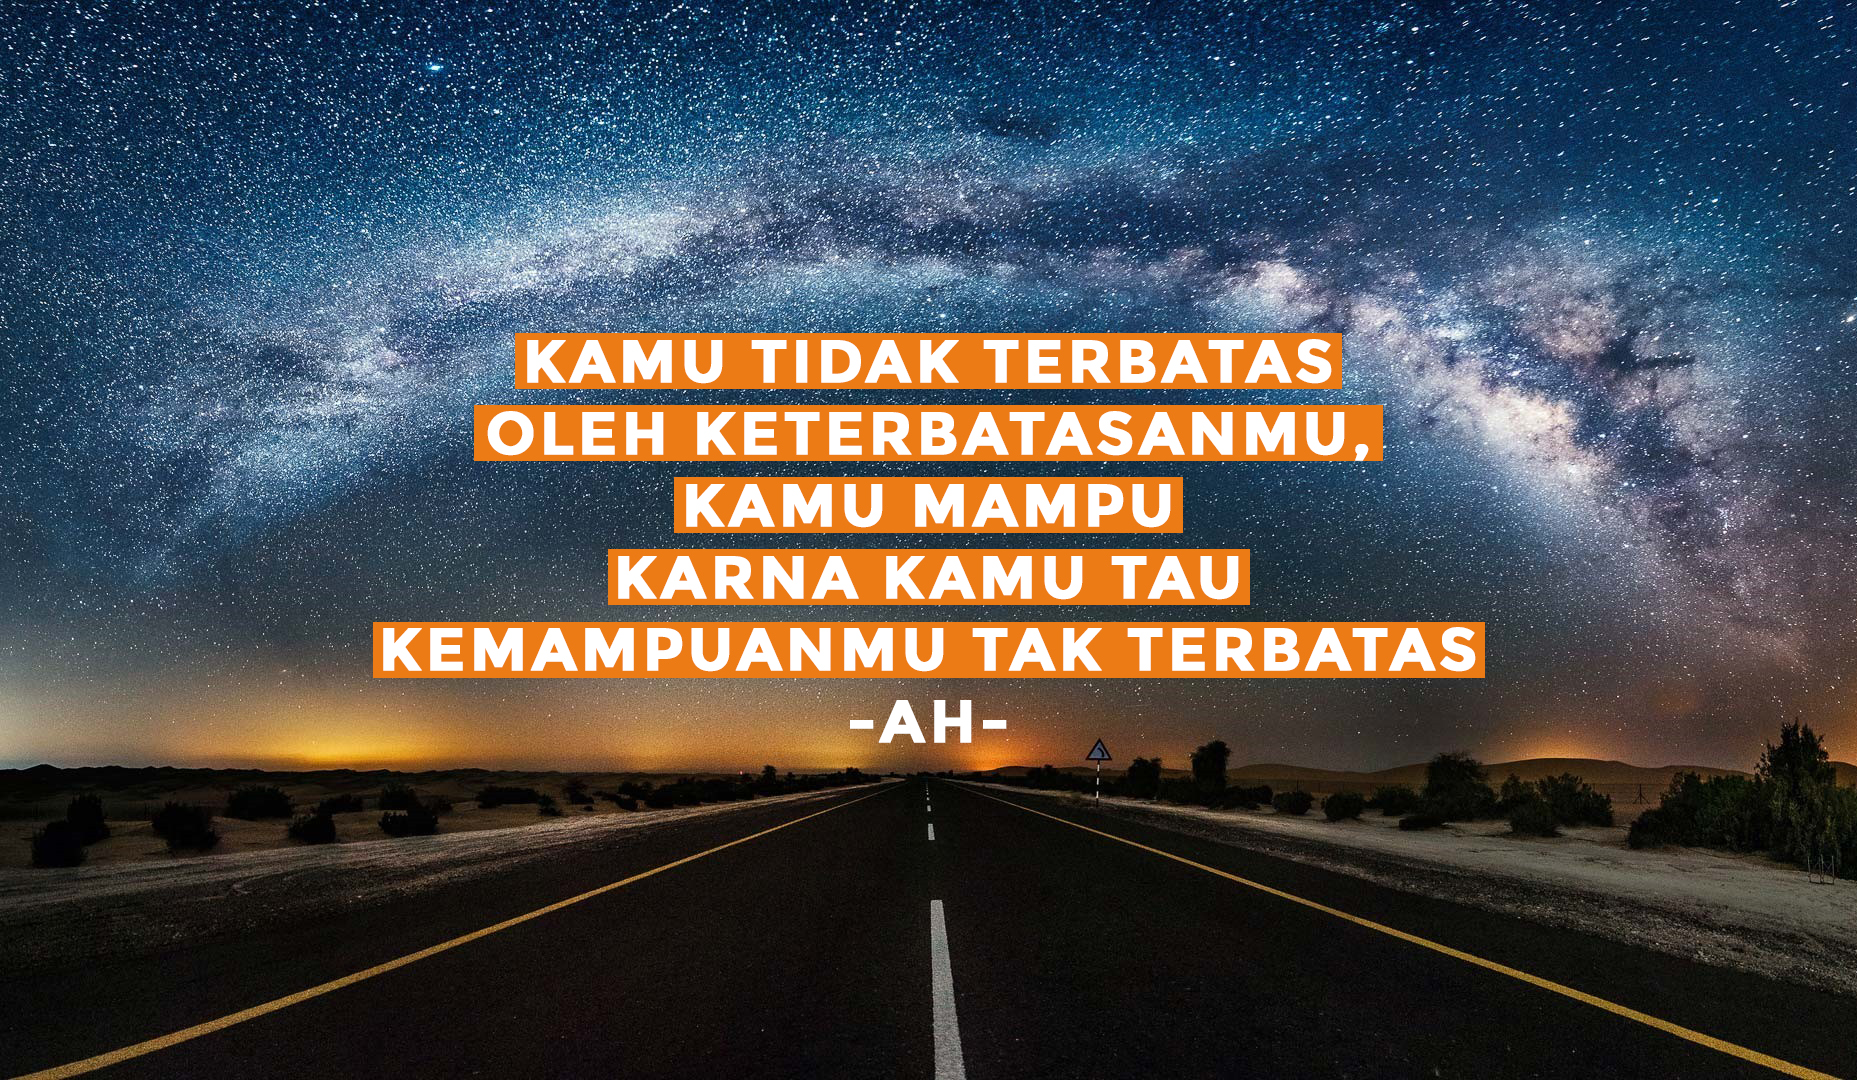 KAMU TIDAK TERBATAS
OLEH KETERBATASANMU,
KAMU MAMPU
KARNA KAMU TAU
KEMAMPUANMU TAK TERBATAS
-AH-